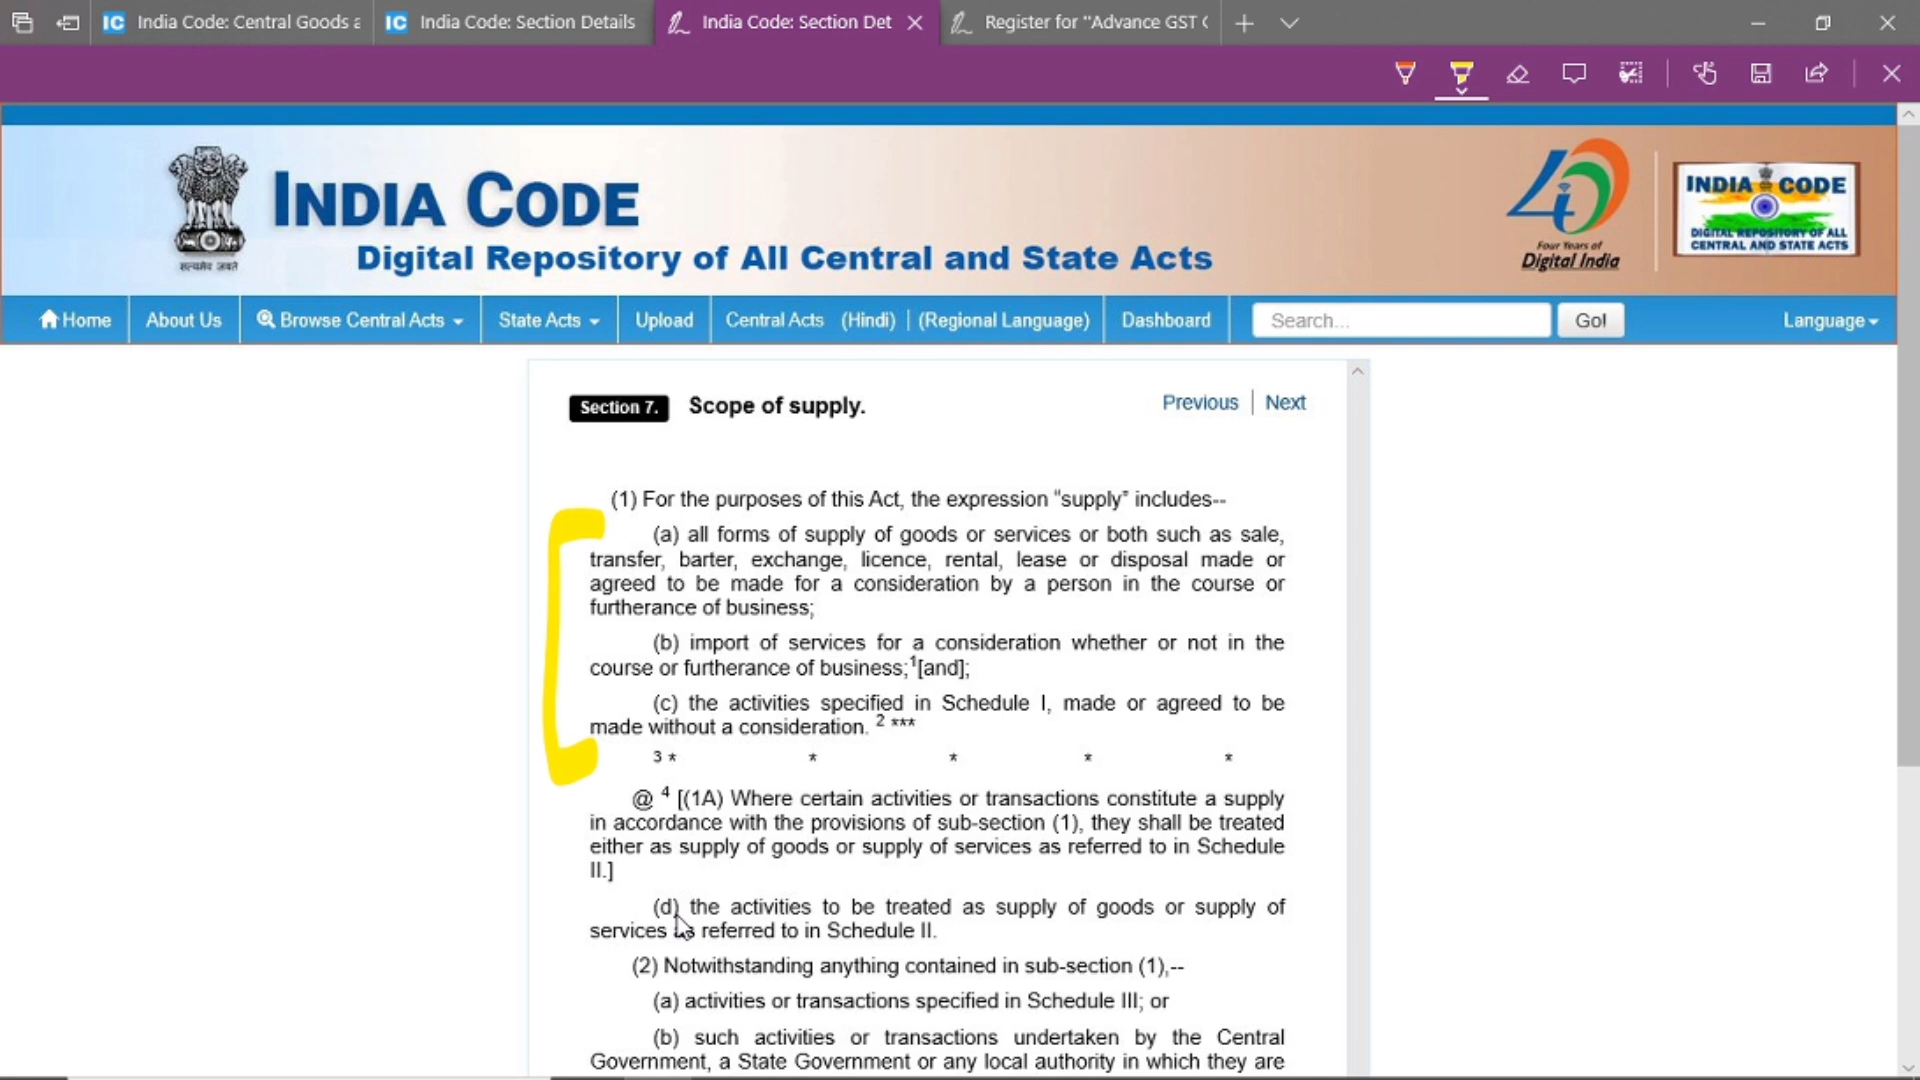 India Code: Central Goods a
India Code: Section Details
India Code: Section Det
Register for "Advance GST C
सत्यमेव जयते
INDIA CODE
Digital Repository of All Central and State Acts
Four Years of
Digital India
INDIA CODE
DIGITAL REPOSITORY OF ALL
CENTRAL AND STATE ACTS
Home
About Us
Browse Central Acts
State Acts
Upload
Central Acts (Hindi) | (Regional Language)
Dashboard
Search...
Go!
Language
Section 7. Scope of supply.
Previous | Next
(1) For the purposes of this Act, the expression “supply” includes--
(a) all forms of supply of goods or services or both such as sale,
transfer, barter, exchange, licence, rental, lease or disposal made or
agreed to be made for a consideration by a person in the course or
furtherance of business;
(b) import of services for a consideration whether or not in the
course or furtherance of business;¹[and];
(c) the activities specified in Schedule I, made or agreed to be
made without a consideration. ² ***
³ * * * * *
@ ⁴ [(1A) Where certain activities or transactions constitute a supply
in accordance with the provisions of sub-section (1), they shall be treated
either as supply of goods or supply of services as referred to in Schedule
II.]
(d) the activities to be treated as supply of goods or supply of
services as referred to in Schedule II.
(2) Notwithstanding anything contained in sub-section (1),--
(a) activities or transactions specified in Schedule III; or
(b) such activities or transactions undertaken by the Central
Government, a State Government or any local authority in which they are